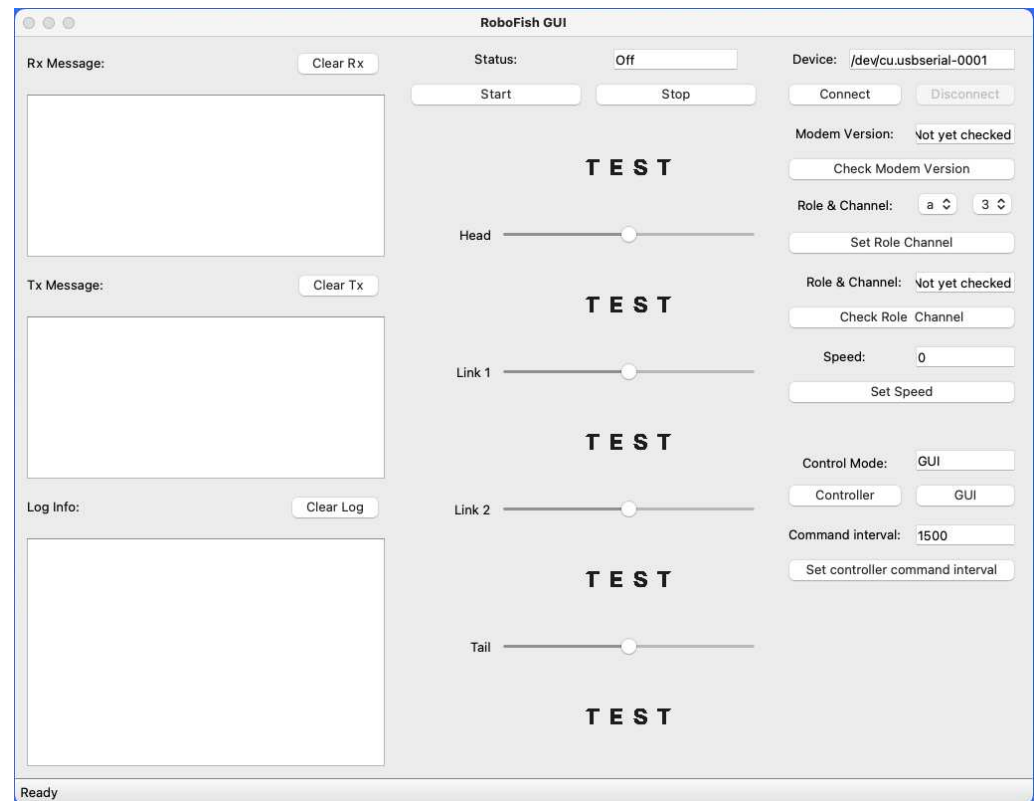 RoboFish GUI
Rx Message:
Clear Rx
Tx Message:
Clear Tx
Log Info:
Clear Log
Status:
Off
Start
Stop
TEST
Head
TEST
Link 1
TEST
Link 2
TEST
Tail
TEST
Device:
/dev/cu.usbserial-0001
Connect
Disconnect
Modem Version:
Not yet checked
Check Modem Version
Role & Channel:
a
3
Set Role Channel
Role & Channel:
Not yet checked
Check Role Channel
Speed:
0
Set Speed
Control Mode:
GUI
Controller
GUI
Command interval:
1500
Set controller command interval
Ready